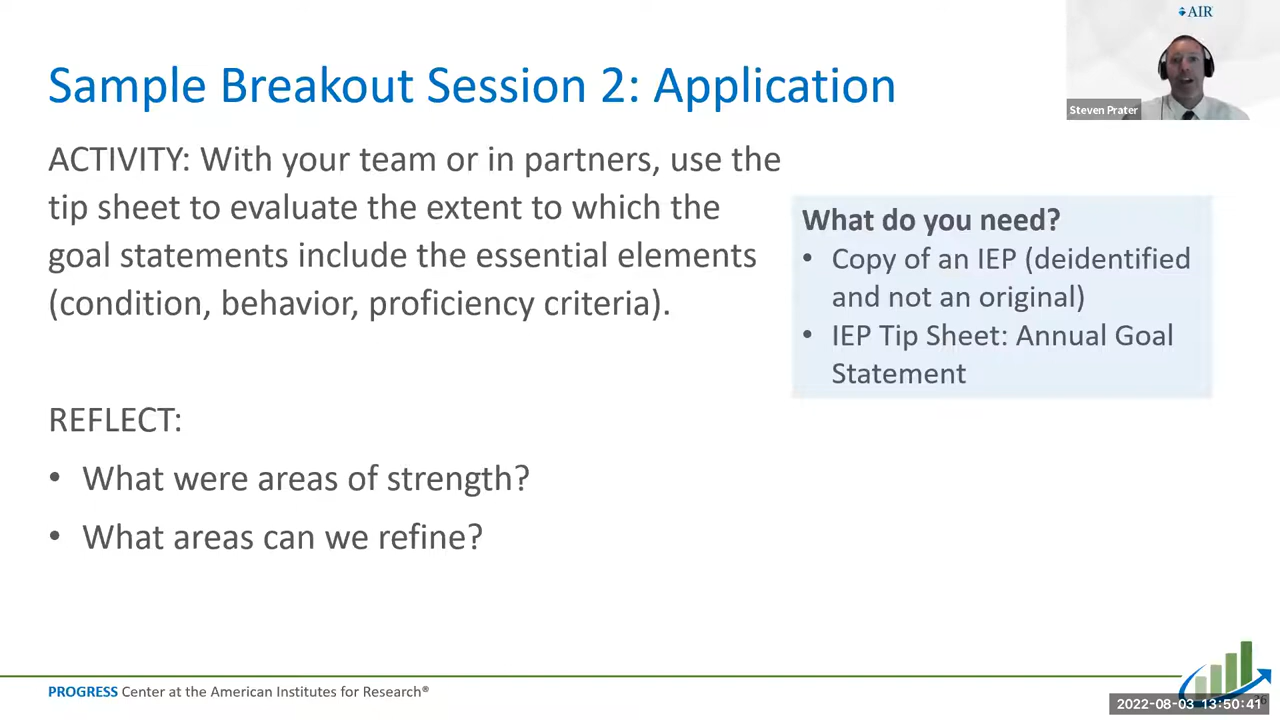 AIR
Steven Prater
Sample Breakout Session 2: Application
ACTIVITY: With your team or in partners, use the
tip sheet to evaluate the extent to which the
goal statements include the essential elements
(condition, behavior, proficiency criteria).
What do you need?
• Copy of an IEP (deidentified
and not an original)
• IEP Tip Sheet: Annual Goal
Statement
REFLECT:
• What were areas of strength?
• What areas can we refine?
PROGRESS Center at the American Institutes for Research®
2022-08-03 13:50:41